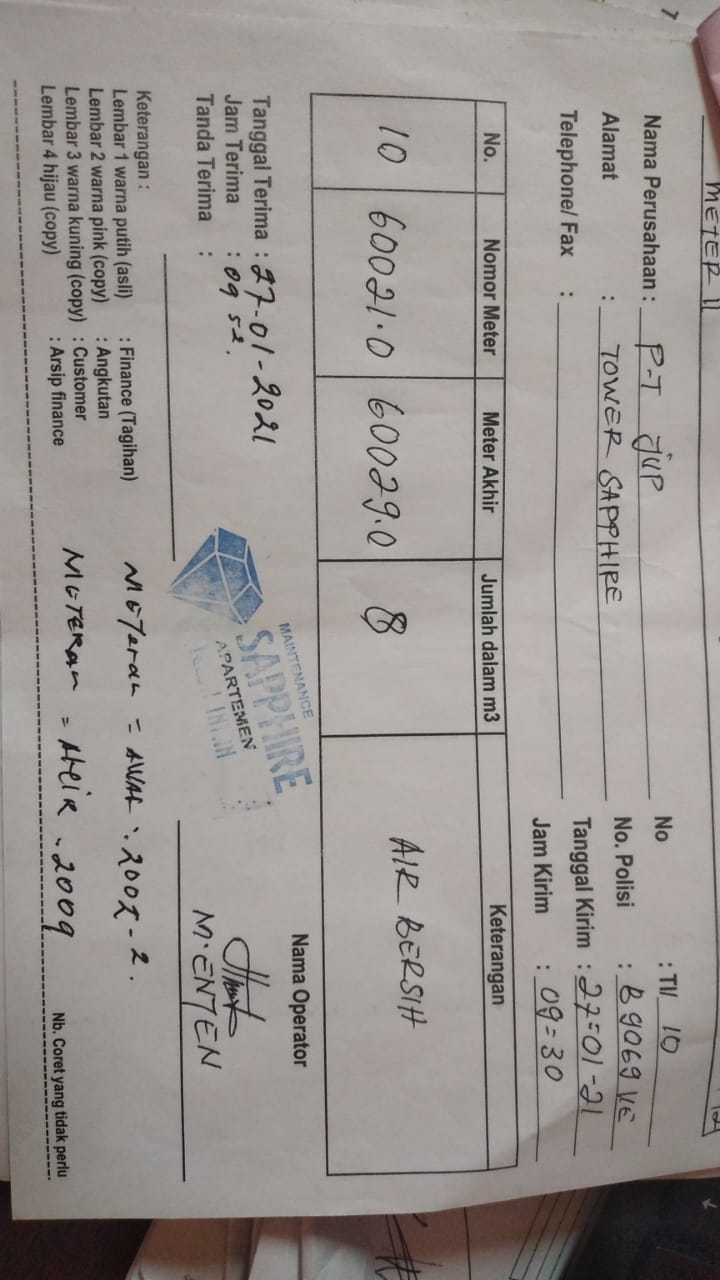 METER II
Nama Perusahaan : P-T JUP
Alamat : TOWER SAPPHIRE
Telephone/ Fax :
No : TI/ 10
No. Polisi : B 9069 VE
Tanggal Kirim : 27-01-21
Jam Kirim : 09=30
No. Nomor Meter Meter Akhir Jumlah dalam m3 Keterangan
10 60021.0 60029.0 8 AIR BERSIH
Tanggal Terima : 27-01-2021
Jam Terima : 09 52.
Tanda Terima :
MAINTENANCE
SAPPHIRE
APARTEMEN
Nama Operator
M.ENTEN
Keterangan :
Lembar 1 warna putih (asli) : Finance (Tagihan)
Lembar 2 warna pink (copy) : Angkutan
Lembar 3 warna kuning (copy) : Customer
Lembar 4 hijau (copy) : Arsip finance
METeran = AWAL :
METERan = AHIR . 2009
Nb. Coret yang tidak perlu